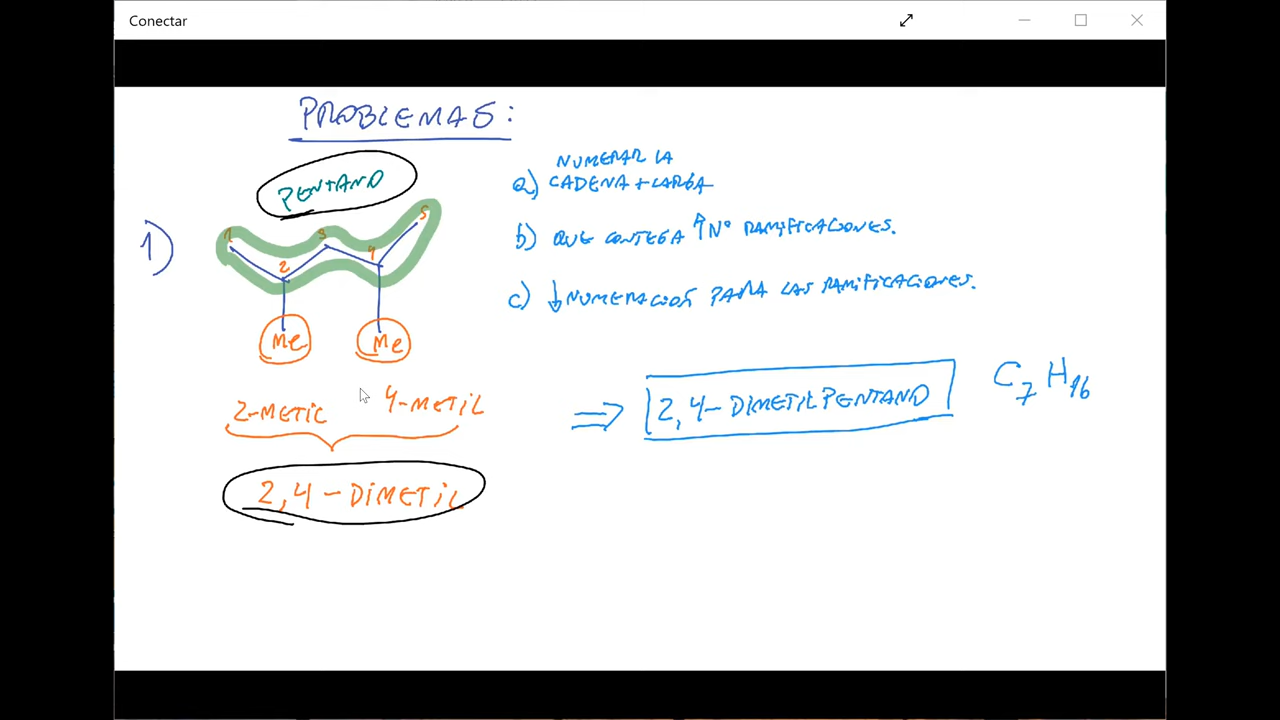 Conectar
PROBLEMAS:
PENTANO
1)
1
2
3
4
5
Me
Me
2-METIL
4-METIL
2,4-DIMETIL
NUMERAR LA
a) CADENA + LARGA
b) QUE CONTEGA ↑Nº RAMIFICACIONES.
c) ↓NUMERACION PARA LAS RAMIFICACIONES.
⇒ 2,4-DIMETILPENTANO
C7H16